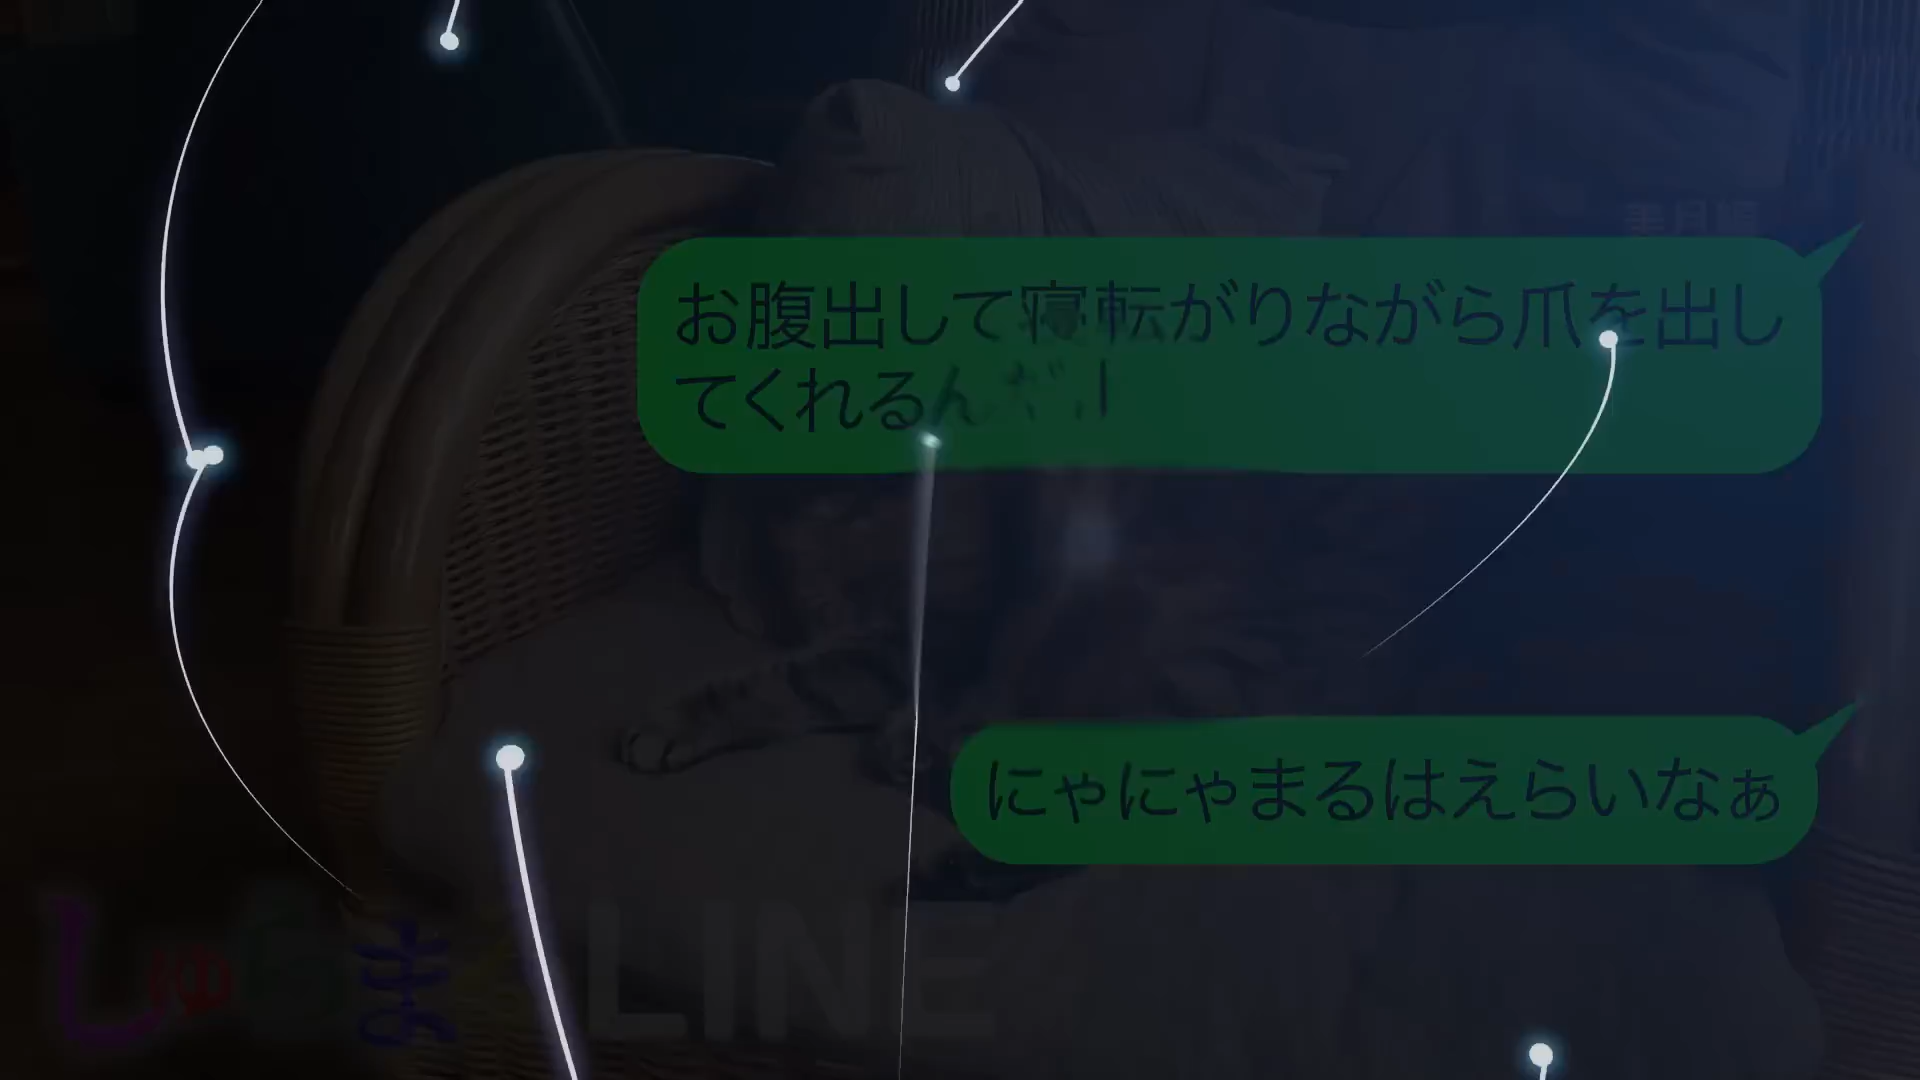 お腹出して寝転がりながら爪を出し
てくれるんだ！
にゃにゃまるはえらいなぁ
LINE